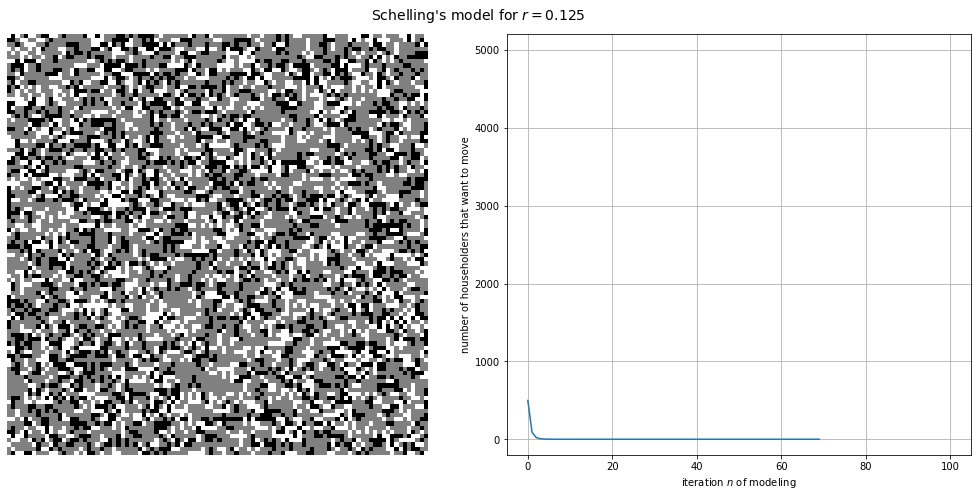 Schelling's model for r = 0.125
5000
4000
3000
2000
1000
0
number of householders that want to move
0 20 40 60 80 100
iteration n of modeling